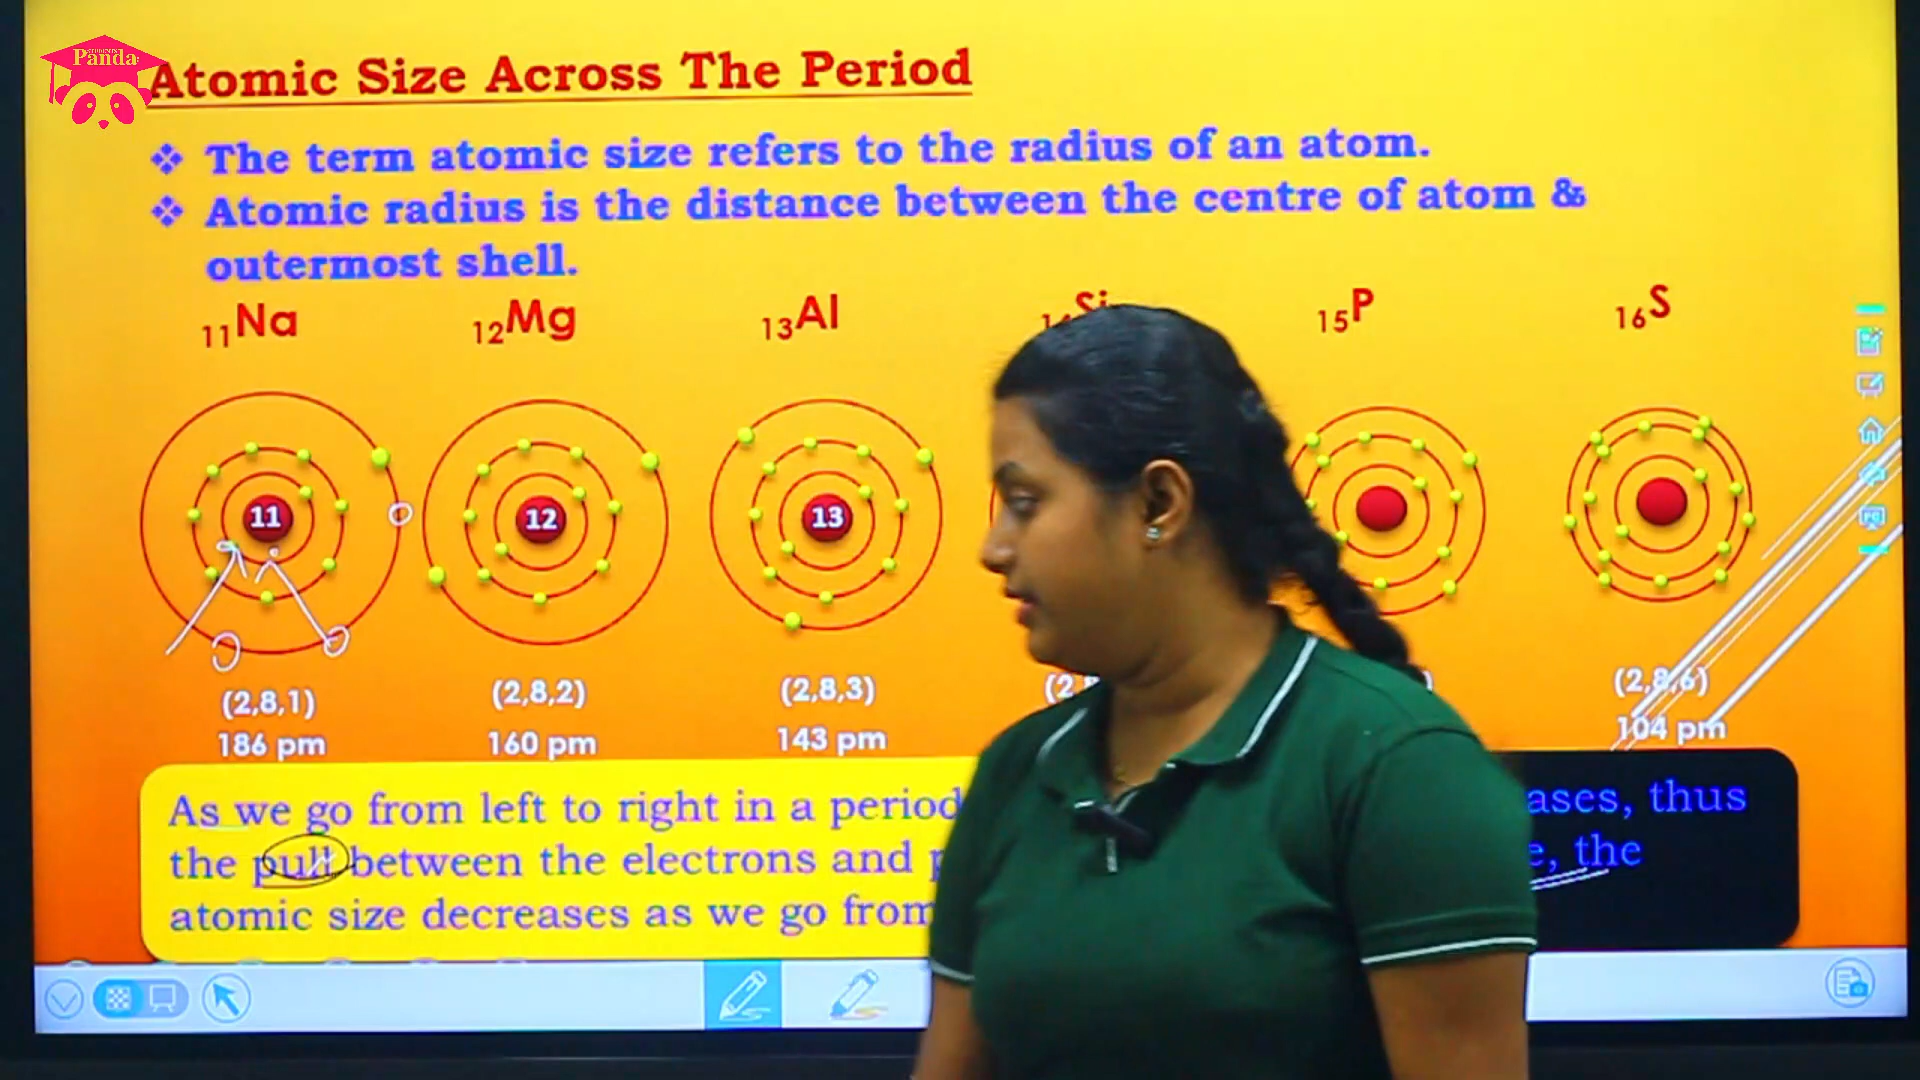 STUDENTS
Panda
Atomic Size Across The Period
❖ The term atomic size refers to the radius of an atom.
❖ Atomic radius is the distance between the centre of atom &
outermost shell.
11Na 12Mg 13Al 15P 16S
11 12 13
(2,8,1) (2,8,2) (2,8,3) (2,8,6)
186 pm 160 pm 143 pm 104 pm
As we go from left to right in a period ases, thus
the pull between the electrons and the
atomic size decreases as we go from